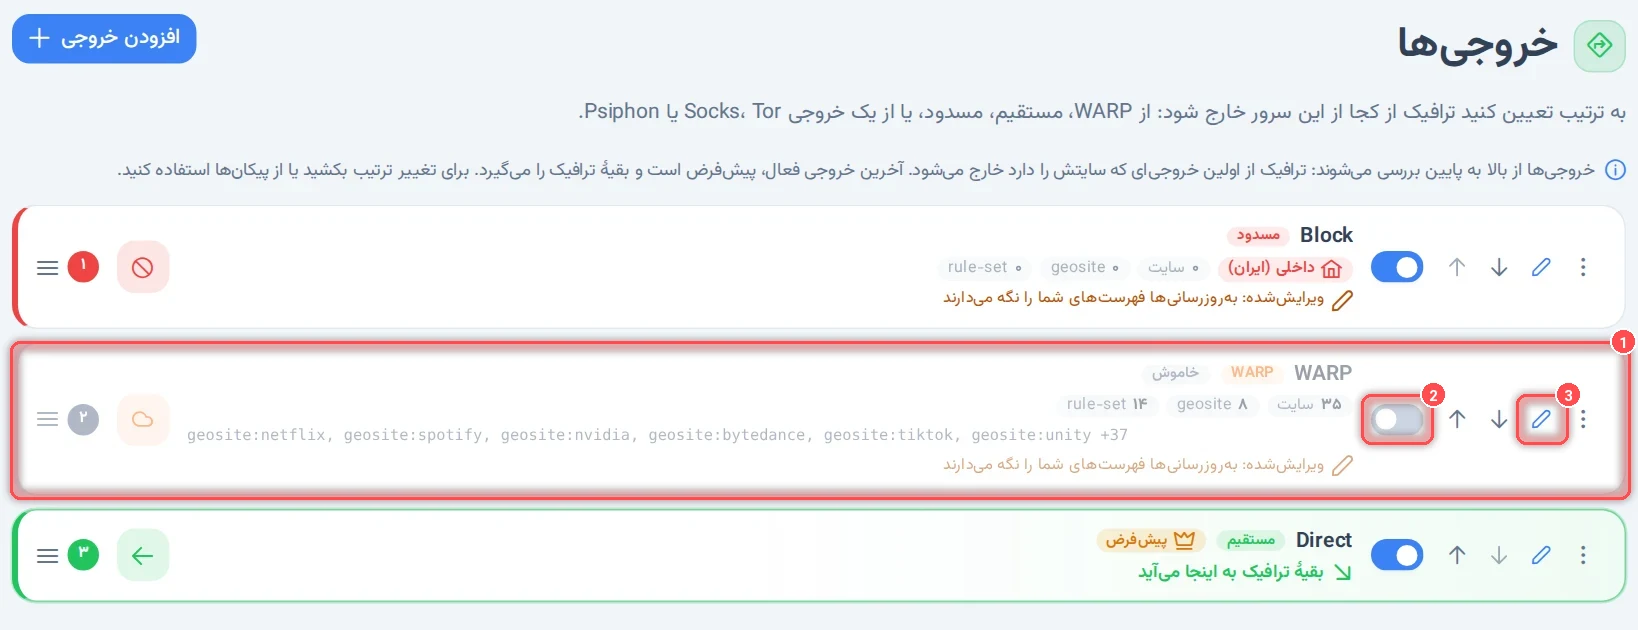 خروجی‌ها
افزودن خروجی +
به ترتیب تعیین کنید ترافیک از کجا از این سرور خارج شود: از WARP، مستقیم، مسدود، یا از یک خروجی Socks، Tor یا Psiphon.
خروجی‌ها از بالا به پایین بررسی می‌شوند: ترافیک از اولین خروجی‌ای که سایتش را دارد خارج می‌شود. آخرین خروجی فعال، پیش‌فرض است و بقیهٔ ترافیک را می‌گیرد. برای تغییر ترتیب بکشید یا از پیکان‌ها استفاده کنید.
Block مسدود
داخلی (ایران) ۰ سایت ۰ geosite ۰ rule-set
ویرایش‌شده: به‌روزرسانی‌ها فهرست‌های شما را نگه می‌دارند
۱
1
WARP WARP خاموش
۳۵ سایت ۸ geosite ۱۴ rule-set
geosite:netflix, geosite:spotify, geosite:nvidia, geosite:bytedance, geosite:tiktok, geosite:unity +37
ویرایش‌شده: به‌روزرسانی‌ها فهرست‌های شما را نگه می‌دارند
3
2
۲
Direct مستقیم پیش‌فرض
بقیهٔ ترافیک به اینجا می‌آید
۳